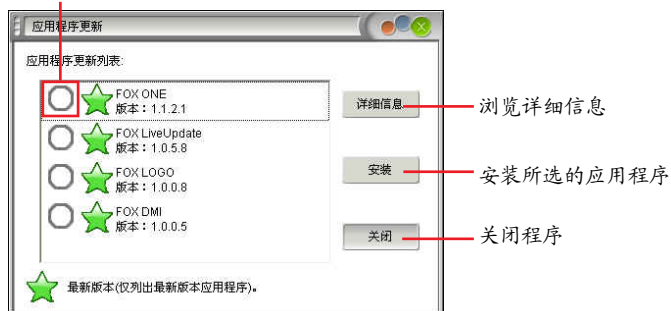 应用程序更新
应用程序更新列表:
FOX ONE
版本：1.1.2.1
详细信息
浏览详细信息
FOX LiveUpdate
版本：1.0.5.8
FOX LOGO
版本：1.0.0.8
安装
安装所选的应用程序
FOX DMI
版本：1.0.0.5
关闭
关闭程序
最新版本(仅列出最新版本应用程序)。